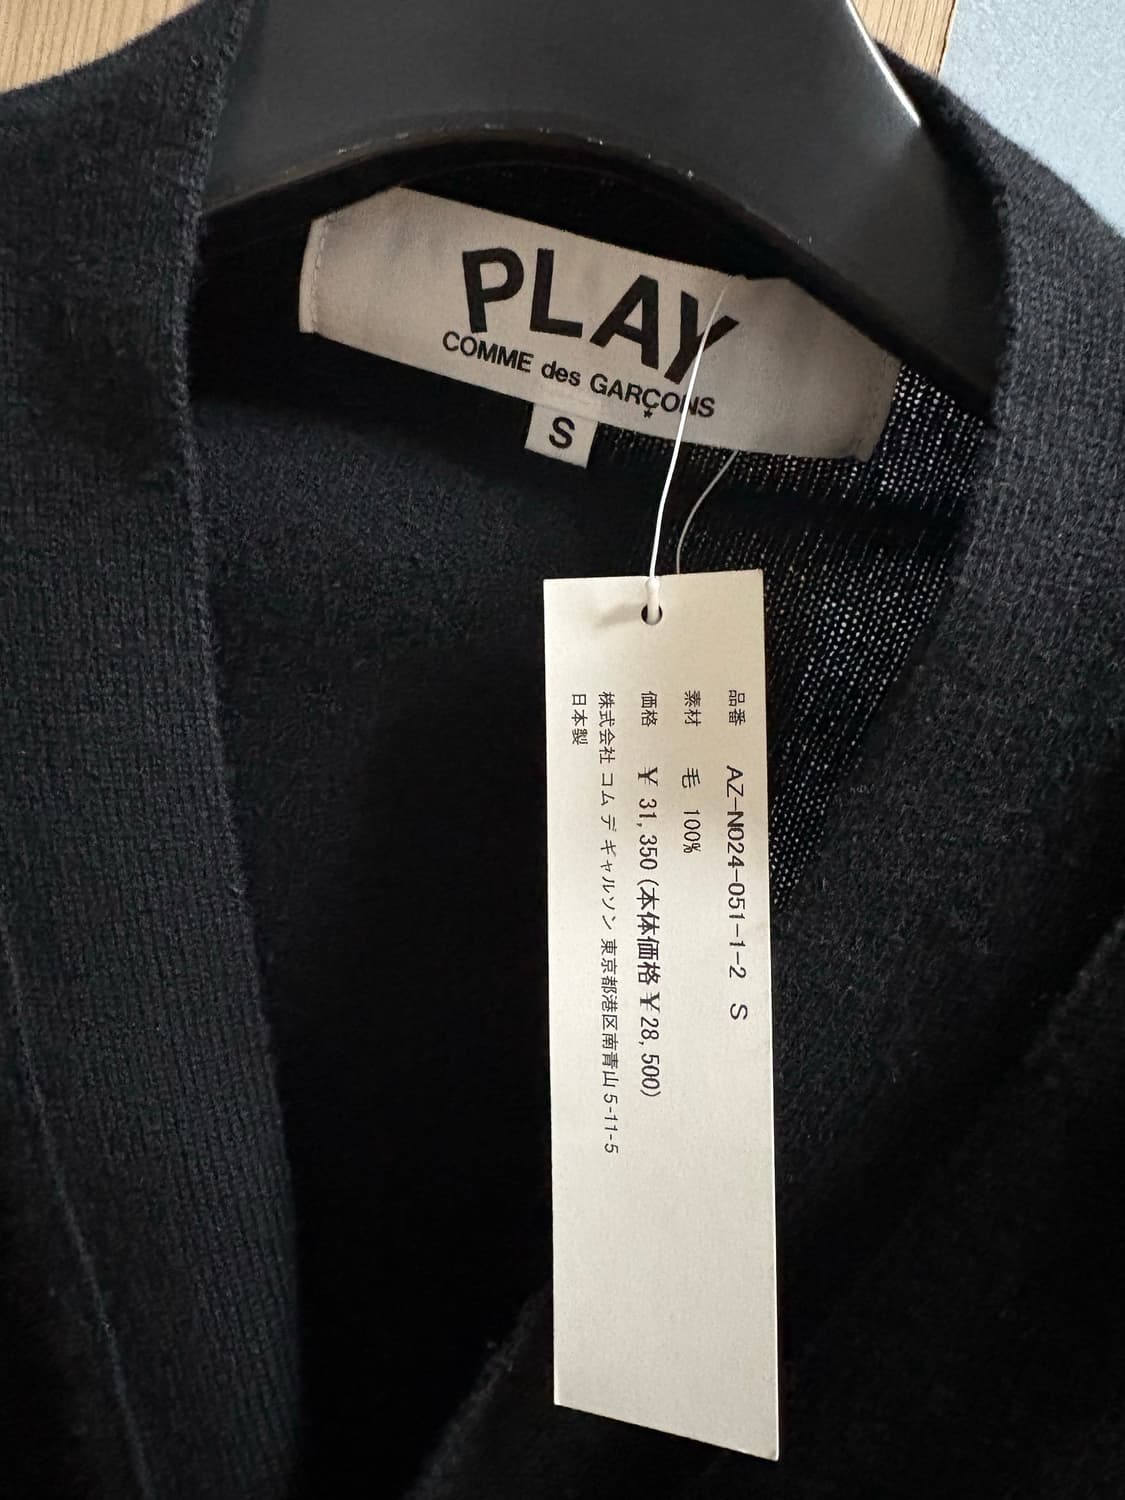 PLAY
COMME des GARÇONS
S
品番 AZ-N024-051-1-2 S
素材 毛 100%
価格 ¥ 31,350 (本体価格 ¥ 28,500)
株式会社 コム デ ギャルソン 東京都港区南青山 5-11-5
日本製